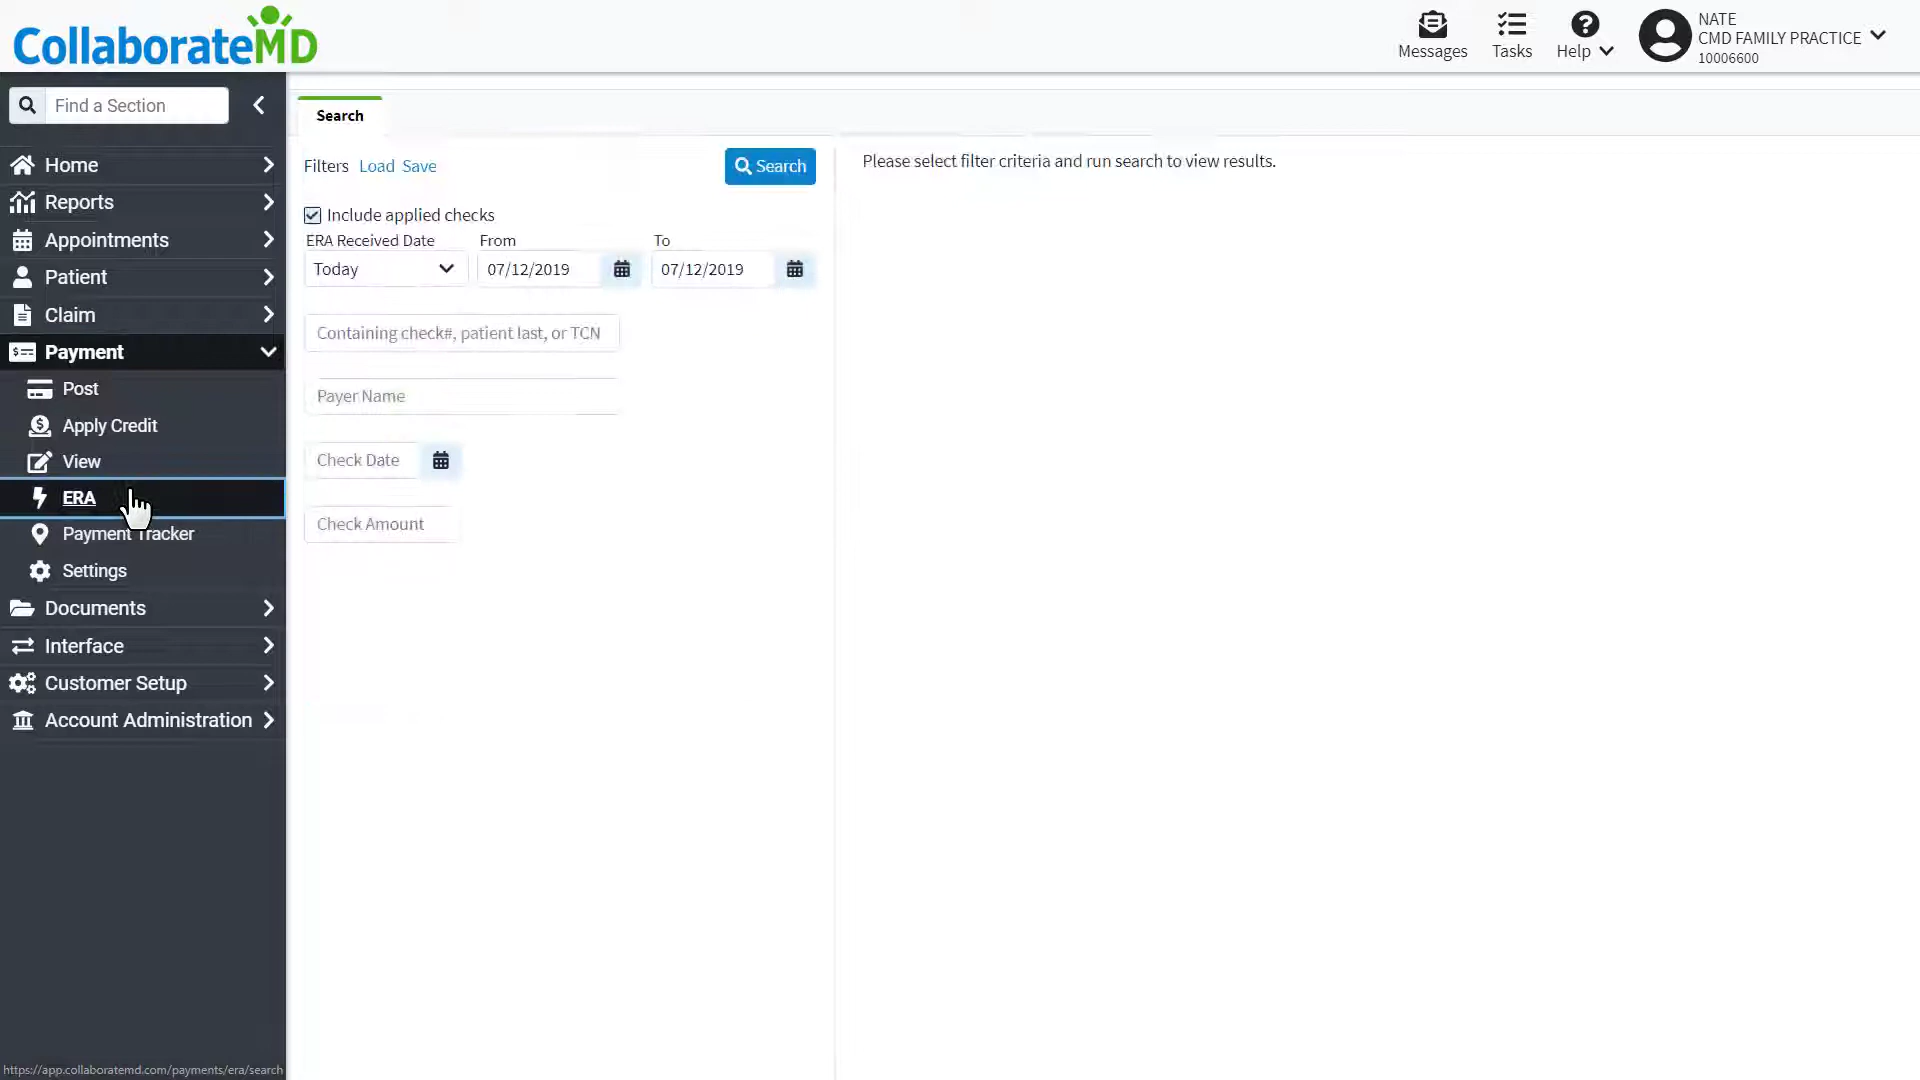 CollaborateMD
Messages
Tasks
Help
NATE
CMD FAMILY PRACTICE
10006600
Find a Section
Home
Reports
Appointments
Patient
Claim
Payment
Post
Apply Credit
View
ERA
Payment Tracker
Settings
Documents
Interface
Customer Setup
Account Administration
https://app.collaboratemd.com/payments/era/search
Search
Filters Load Save
Search
Include applied checks
ERA Received Date From To
Today 07/12/2019 07/12/2019
Containing check#, patient last, or TCN
Payer Name
Check Date
Check Amount
Please select filter criteria and run search to view results.